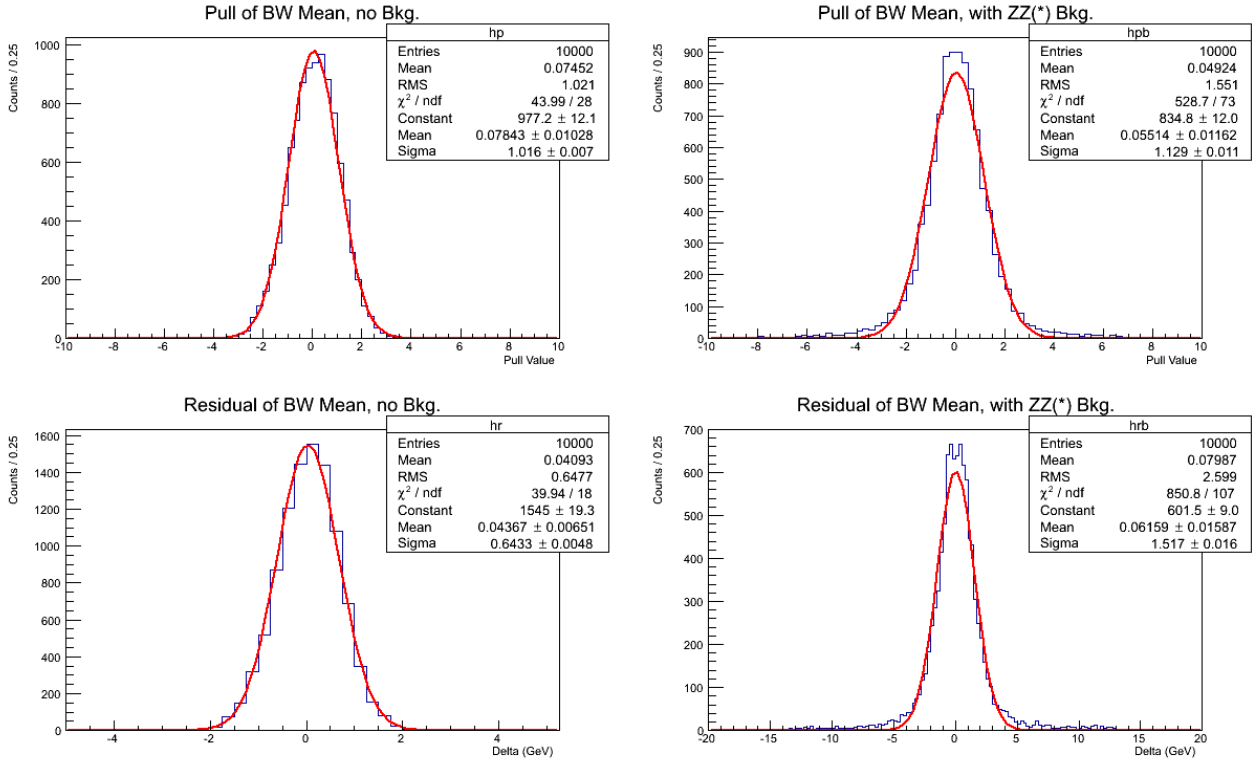 Pull of BW Mean, no Bkg.
Counts / 0.25
1000
800
600
400
200
0
-10 -8 -6 -4 -2 0 2 4 6 8 10
Pull Value
hp
Entries 10000
Mean 0.07452
RMS 1.021
χ² / ndf 43.99 / 28
Constant 977.2 ± 12.1
Mean 0.07843 ± 0.01028
Sigma 1.016 ± 0.007
Pull of BW Mean, with ZZ(*) Bkg.
Counts / 0.25
900
800
700
600
500
400
300
200
100
0
-10 -8 -6 -4 -2 0 2 4 6 8 10
Pull Value
hpb
Entries 10000
Mean 0.04924
RMS 1.551
χ² / ndf 528.7 / 73
Constant 834.8 ± 12.0
Mean 0.05514 ± 0.01162
Sigma 1.129 ± 0.011
Residual of BW Mean, no Bkg.
Counts / 0.25
1600
1400
1200
1000
800
600
400
200
0
-4 -2 0 2 4
Delta (GeV)
hr
Entries 10000
Mean 0.04093
RMS 0.6477
χ² / ndf 39.94 / 18
Constant 1545 ± 19.3
Mean 0.04367 ± 0.00651
Sigma 0.6433 ± 0.0048
Residual of BW Mean, with ZZ(*) Bkg.
Counts / 0.25
700
600
500
400
300
200
100
0
-20 -15 -10 -5 0 5 10 15 20
Delta (GeV)
hrb
Entries 10000
Mean 0.07987
RMS 2.599
χ² / ndf 850.8 / 107
Constant 601.5 ± 9.0
Mean 0.06159 ± 0.01587
Sigma 1.517 ± 0.016